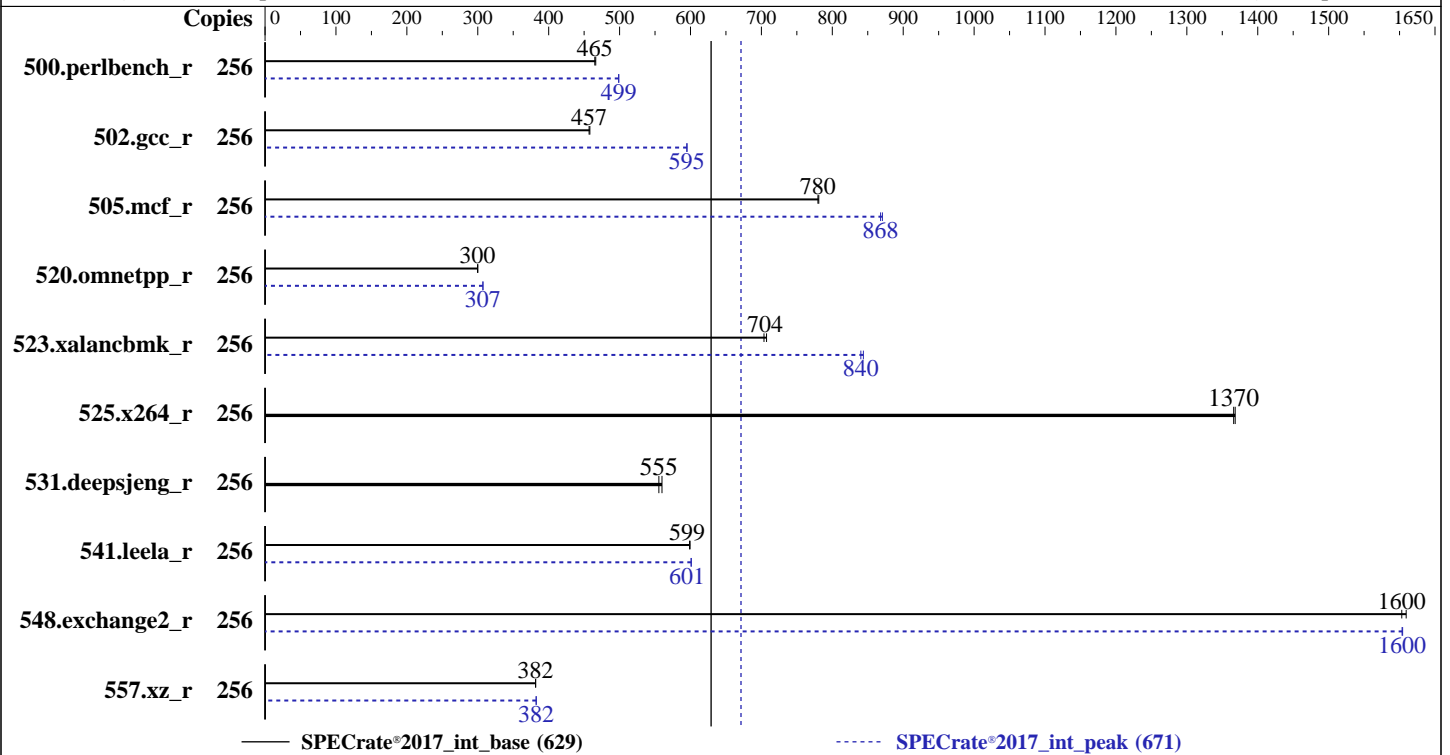 Copies 0 100 200 300 400 500 600 700 800 900 1000 1100 1200 1300 1400 1500 1650
500.perlbench_r 256 465
499
502.gcc_r 256 457
595
505.mcf_r 256 780
868
520.omnetpp_r 256 300
307
523.xalancbmk_r 256 704
840
525.x264_r 256 1370
531.deepsjeng_r 256 555
541.leela_r 256 599
601
548.exchange2_r 256 1600
1600
557.xz_r 256 382
382
SPECrate®2017_int_base (629) SPECrate®2017_int_peak (671)